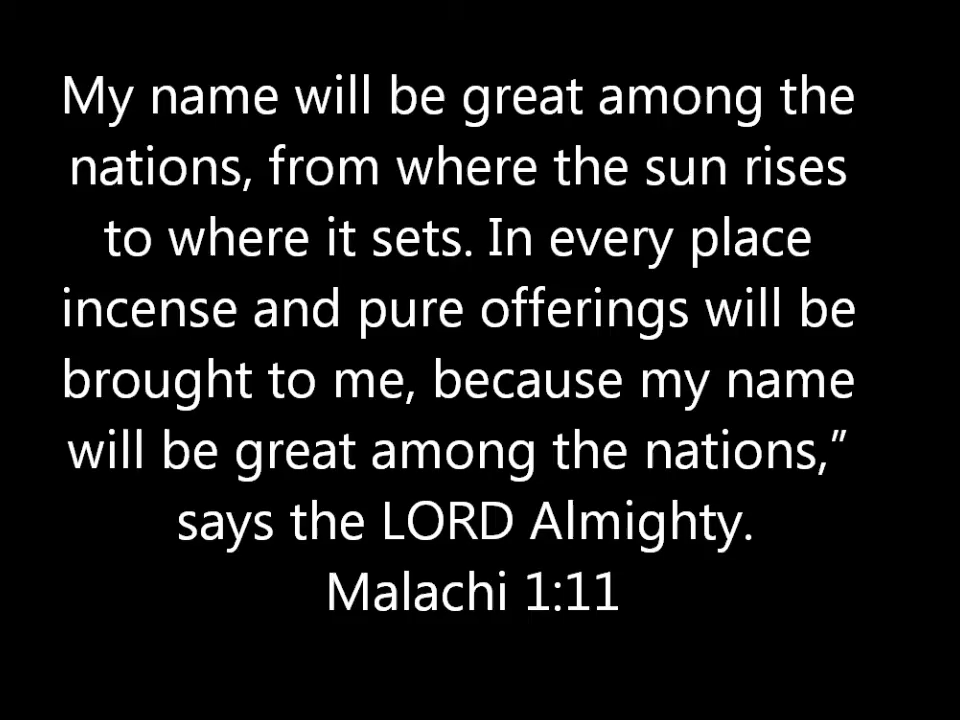 My name will be great among the
nations, from where the sun rises
to where it sets. In every place
incense and pure offerings will be
brought to me, because my name
will be great among the nations,”
says the LORD Almighty.
Malachi 1:11